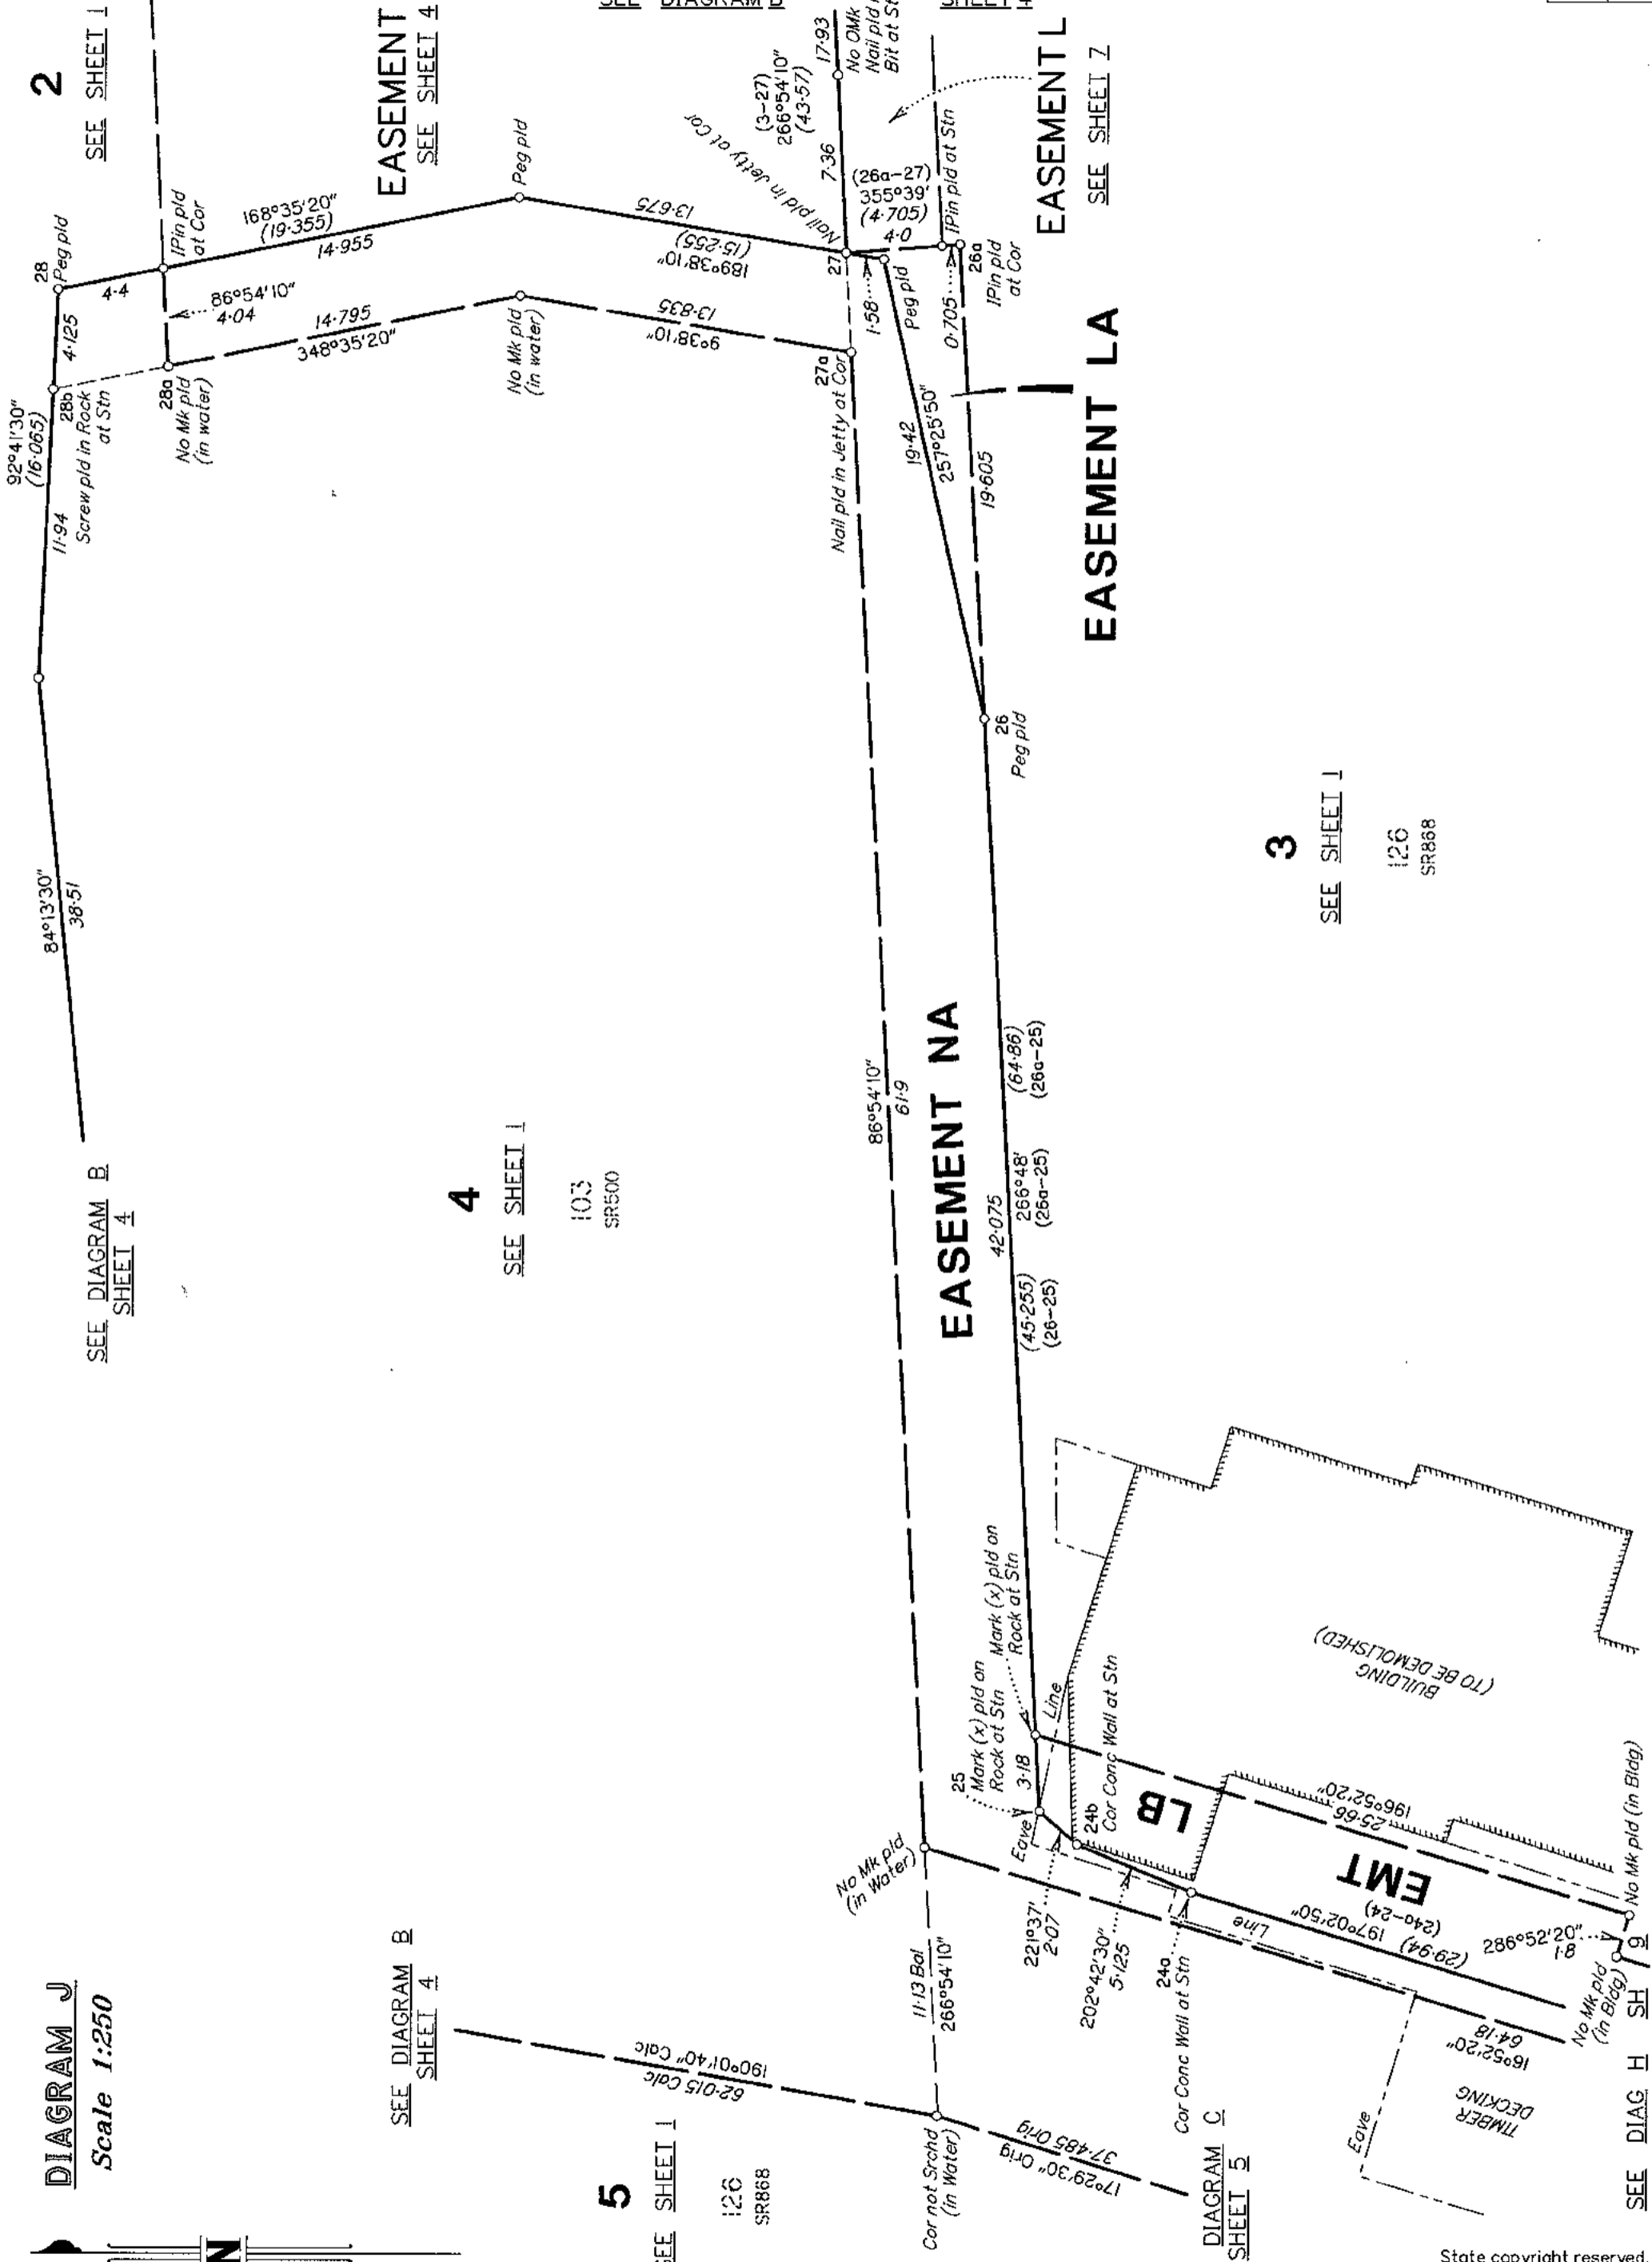 DIAGRAM J
Scale 1:250
N
SEE DIAGRAM B
SHEET 4
5
SEE SHEET 1
126
SR868
190°01'40" Calc
62·015 Calc
Cor not Srchd
(in Water)
17°29'30" Orig
37·485 Orig
DIAGRAM C
SHEET 5
11·13 Bal
266°54'10"
No Mk pld
(in Water)
SEE DIAGRAM B
SHEET 4
84°13'30"
38·51
4
SEE SHEET 1
103
SR500
92°41'30"
(16·065)
11·94
4·125
28b
Screw pld in Rock
at Stn
28
Peg pld
4·4
86°54'10"
4·04
28a
No Mk pld
(in water)
IPin pld
at Cor
2
SEE SHEET 1
168°35'20"
(19·355)
14·955
14·795
348°35'20"
EASEMENT
SEE SHEET 4
Peg pld
No Mk pld
(in water)
13·675
(15·255)
189°38'10"
13·835
9°38'10"
SEE DIAGRAM B
SHEET 4
27a
Nail pld in Jetty at Cor
27
Nail pld in Jetty at Cor
(3-27)
266°54'10"
(43·57)
7·36
17·93
No OMk
Nail pld
Bit at St
(26a-27)
355°39'
(4·705)
4·0
IPin pld at Stn
1·58
Peg pld
0·705
26a
IPin pld
at Cor
EASEMENT L
SEE SHEET 7
19·42
257°25'50"
19·605
EASEMENT LA
26
Peg pld
86°54'10"
61·9
EASEMENT NA
(64·86)
(26a-25)
42·075
266°48'
(26a-25)
(45·255)
(26-25)
3
SEE SHEET 1
126
SR868
25
Mark (x) pld on
Rock at Stn
Mark (x) pld on
Rock at Stn
3·18
Eave
Line
24b
Cor Conc Wall at Stn
221°37'
2·07
202°42'30"
5·125
24a
Cor Conc Wall at Stn
LB
EMT
196°52'20"
25·66
BUILDING
(TO BE DEMOLISHED)
Line
(24a-24)
197°02'50"
(29·94)
286°52'20"
1·8
No Mk pld (in Bldg)
No Mk pld
(in Bldg)
16°52'20"
64·18
TIMBER
DECKING
Eave
SEE DIAG H SH 9
State copyright reserved.